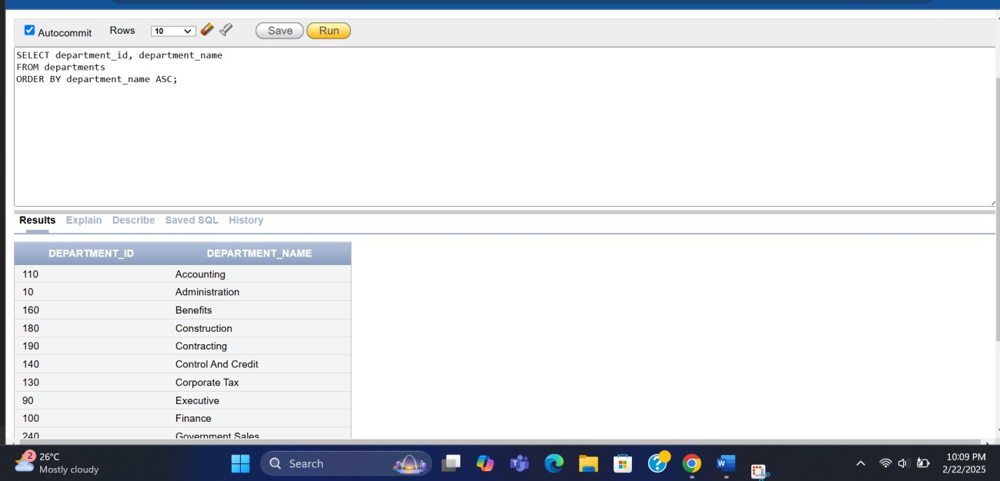 Autocommit Rows 10 Save Run
SELECT department_id, department_name
FROM departments
ORDER BY department_name ASC;
Results Explain Describe Saved SQL History
DEPARTMENT_ID DEPARTMENT_NAME
110 Accounting
10 Administration
160 Benefits
180 Construction
190 Contracting
140 Control And Credit
130 Corporate Tax
90 Executive
100 Finance
240 Government Sales
2 26°C
Mostly cloudy
Search
T
?
W
10:09 PM
2/22/2025